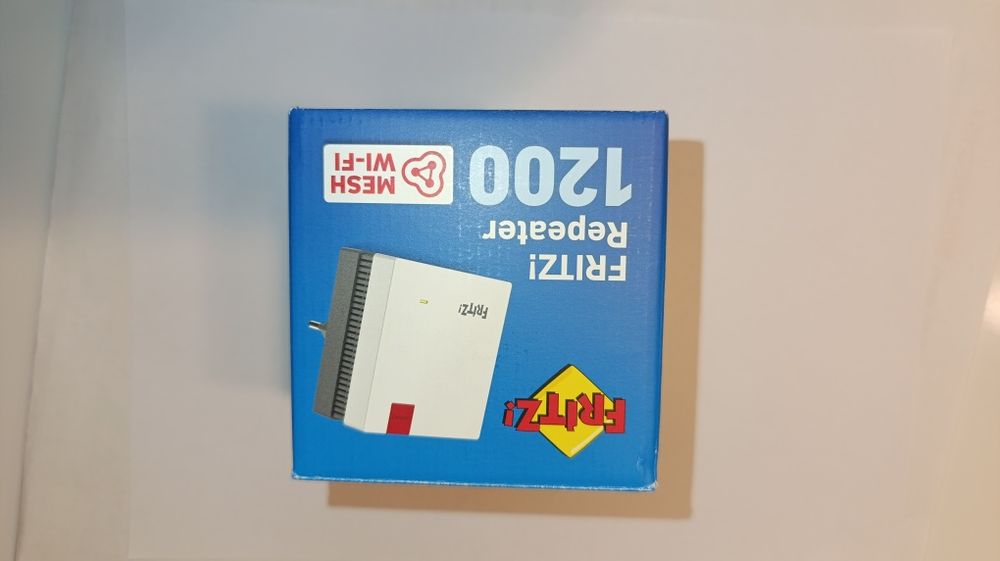 FRITZ!
FRITZ!
Repeater
1200
MESH
WI-FI
FRITZ!